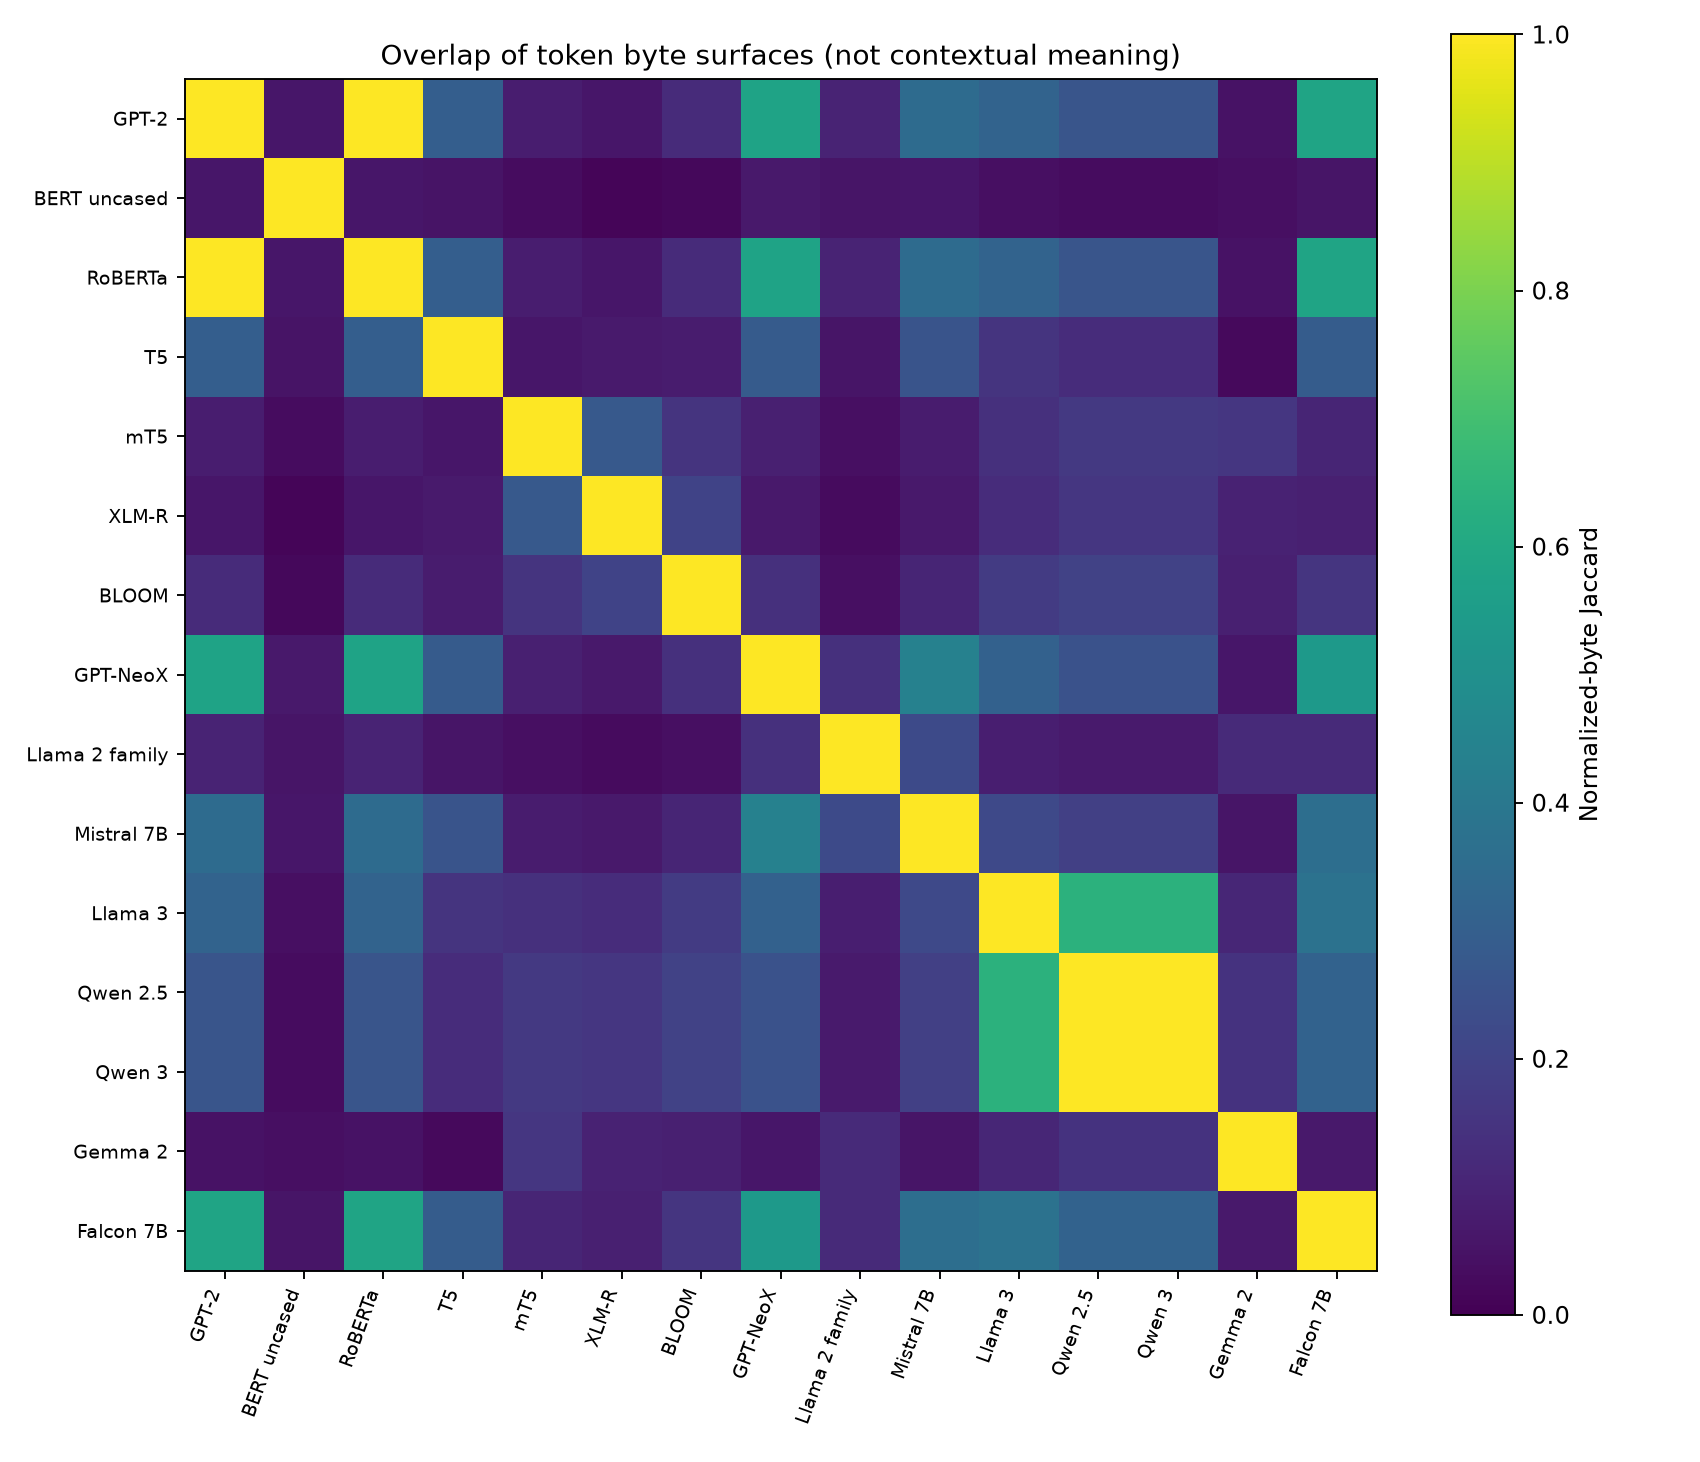 Overlap of token byte surfaces (not contextual meaning)
GPT-2
BERT uncased
RoBERTa
T5
mT5
XLM-R
BLOOM
GPT-NeoX
Llama 2 family
Mistral 7B
Llama 3
Qwen 2.5
Qwen 3
Gemma 2
Falcon 7B
GPT-2
BERT uncased
RoBERTa
T5
mT5
XLM-R
BLOOM
GPT-NeoX
Llama 2 family
Mistral 7B
Llama 3
Qwen 2.5
Qwen 3
Gemma 2
Falcon 7B
1.0
0.8
0.6
0.4
0.2
0.0
Normalized-byte Jaccard